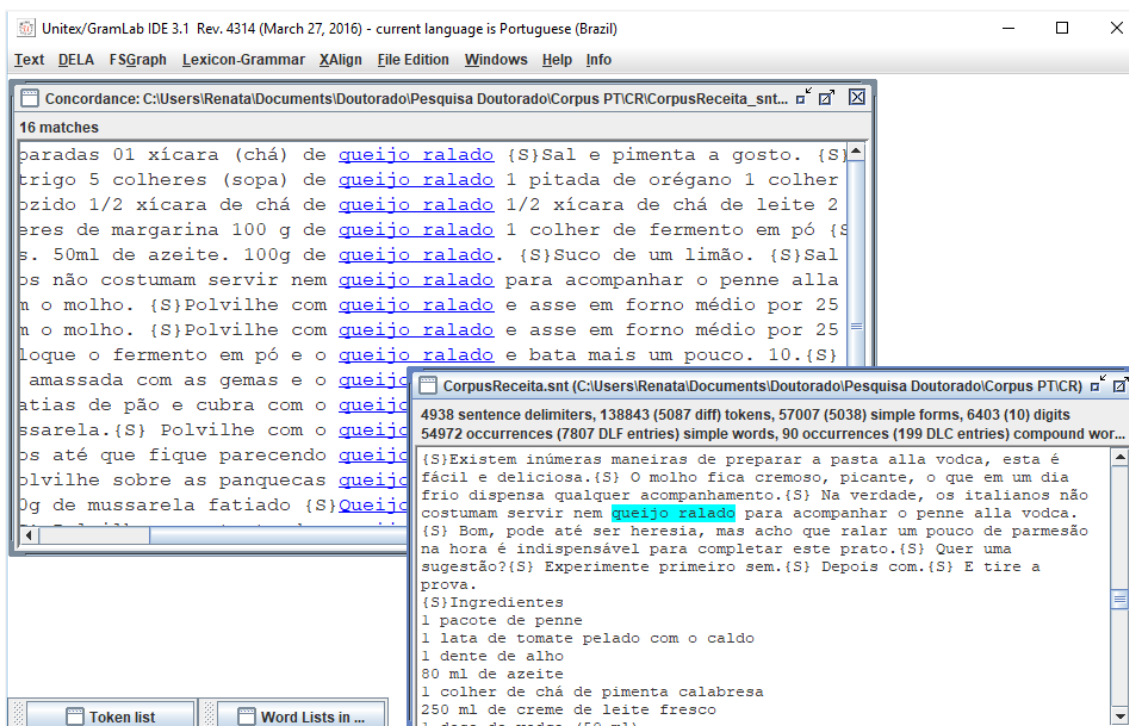 Unitex/GramLab IDE 3.1 Rev. 4314 (March 27, 2016) - current language is Portuguese (Brazil)
Text DELA FSGraph Lexicon-Grammar XAlign File Edition Windows Help Info
Concordance: C:\Users\Renata\Documents\Doutorado\Pesquisa Doutorado\Corpus PT\CR\CorpusReceita_snt...
16 matches
paradas 01 xícara (chá) de queijo ralado {S}Sal e pimenta a gosto. {S}
trigo 5 colheres (sopa) de queijo ralado 1 pitada de orégano 1 colher
ozido 1/2 xícara de chá de queijo ralado 1/2 xícara de chá de leite 2
eres de margarina 100 g de queijo ralado 1 colher de fermento em pó {S
s. 50ml de azeite. 100g de queijo ralado. {S}Suco de um limão. {S}Sal
os não costumam servir nem queijo ralado para acompanhar o penne alla
m o molho. {S}Polvilhe com queijo ralado e asse em forno médio por 25
m o molho. {S}Polvilhe com queijo ralado e asse em forno médio por 25
loque o fermento em pó e o queijo ralado e bata mais um pouco. 10.{S}
amassada com as gemas e o queijo
atias de pão e cubra com o queijo
ssarela.{S} Polvilhe com o queijo
os até que fique parecendo queijo
olvilhe sobre as panquecas queijo
0g de mussarela fatiado {S}Queijo
CorpusReceita.snt (C:\Users\Renata\Documents\Doutorado\Pesquisa Doutorado\Corpus PT\CR)
4938 sentence delimiters, 138843 (5087 diff) tokens, 57007 (5038) simple forms, 6403 (10) digits
54972 occurrences (7807 DLF entries) simple words, 90 occurrences (199 DLC entries) compound wor...
{S}Existem inúmeras maneiras de preparar a pasta alla vodca, esta é
fácil e deliciosa.{S} O molho fica cremoso, picante, o que em um dia
frio dispensa qualquer acompanhamento.{S} Na verdade, os italianos não
costumam servir nem queijo ralado para acompanhar o penne alla vodca.
{S} Bom, pode até ser heresia, mas acho que ralar um pouco de parmesão
na hora é indispensável para completar este prato.{S} Quer uma
sugestão?{S} Experimente primeiro sem.{S} Depois com.{S} E tire a
prova.
{S}Ingredientes
1 pacote de penne
1 lata de tomate pelado com o caldo
1 dente de alho
80 ml de azeite
1 colher de chá de pimenta calabresa
250 ml de creme de leite fresco
Token list
Word Lists in ...